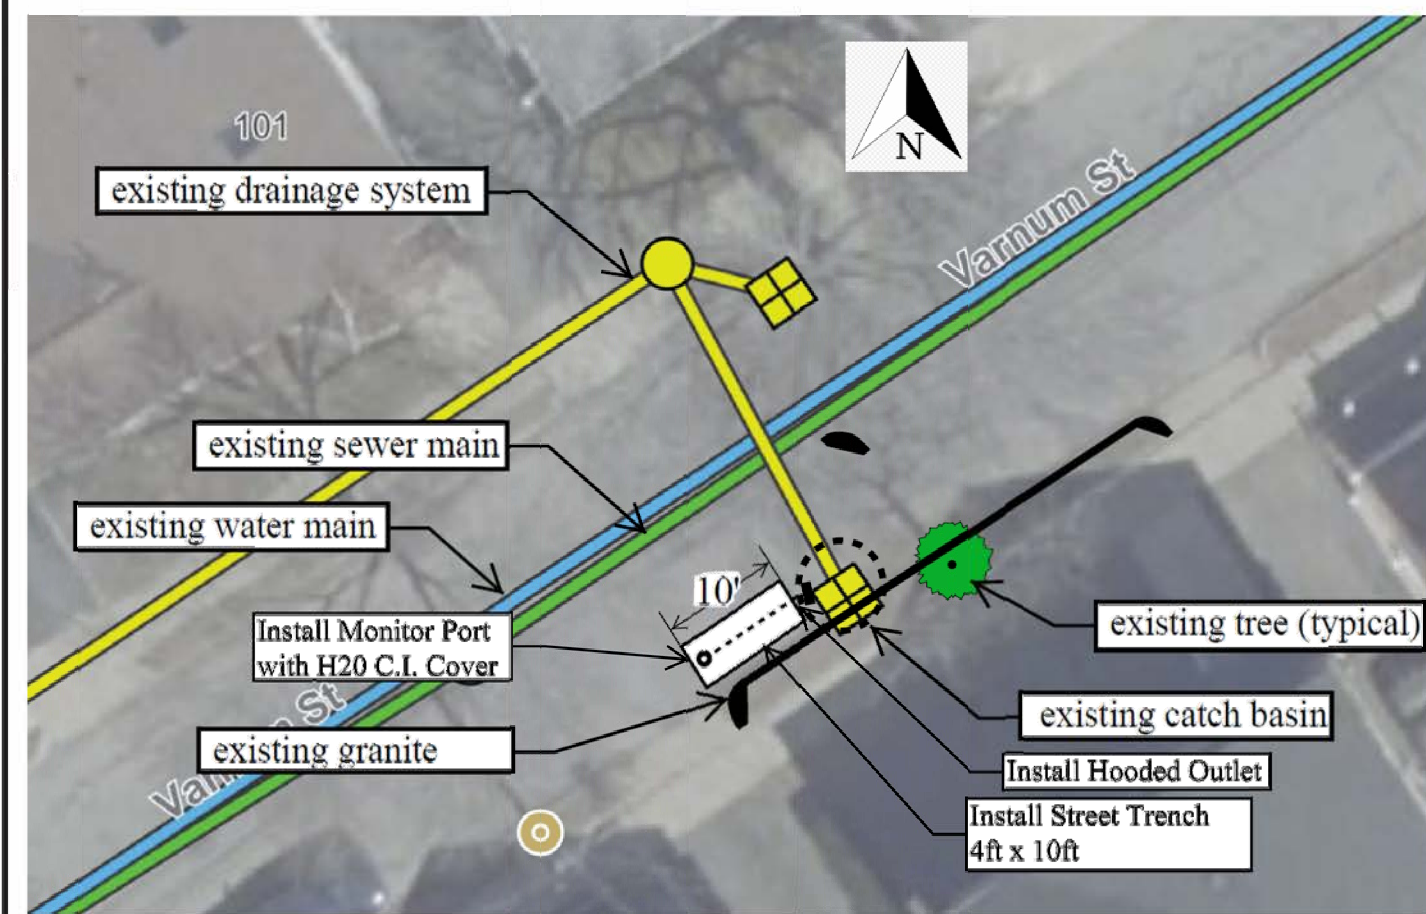 101
N
existing drainage system
Varnum St
existing sewer main
existing water main
10'
Install Monitor Port
with H20 C.I. Cover
existing tree (typical)
St
existing granite
existing catch basin
Install Hooded Outlet
Install Street Trench
4ft x 10ft